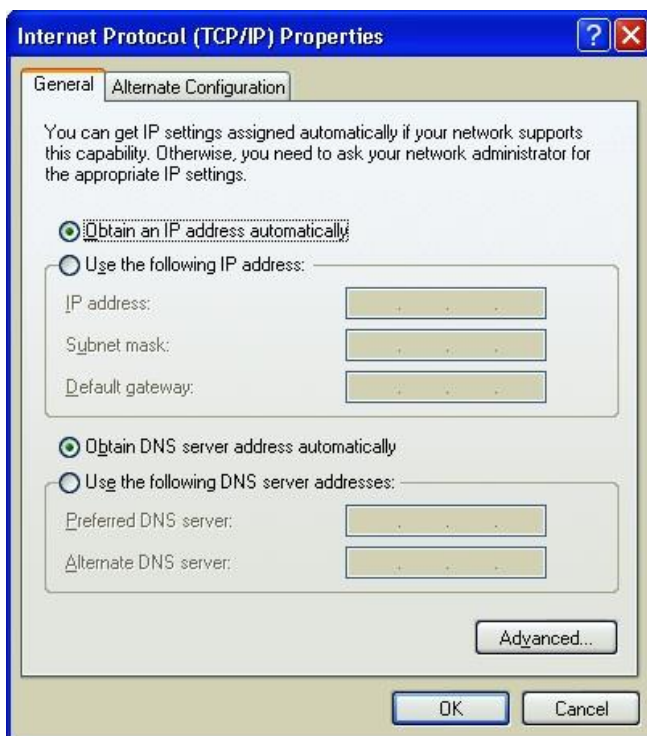 Internet Protocol (TCP/IP) Properties
General
Alternate Configuration
You can get IP settings assigned automatically if your network supports
this capability. Otherwise, you need to ask your network administrator for
the appropriate IP settings.
Obtain an IP address automatically
Use the following IP address:
IP address:
Subnet mask:
Default gateway:
Obtain DNS server address automatically
Use the following DNS server addresses:
Preferred DNS server:
Alternate DNS server:
Advanced...
OK
Cancel